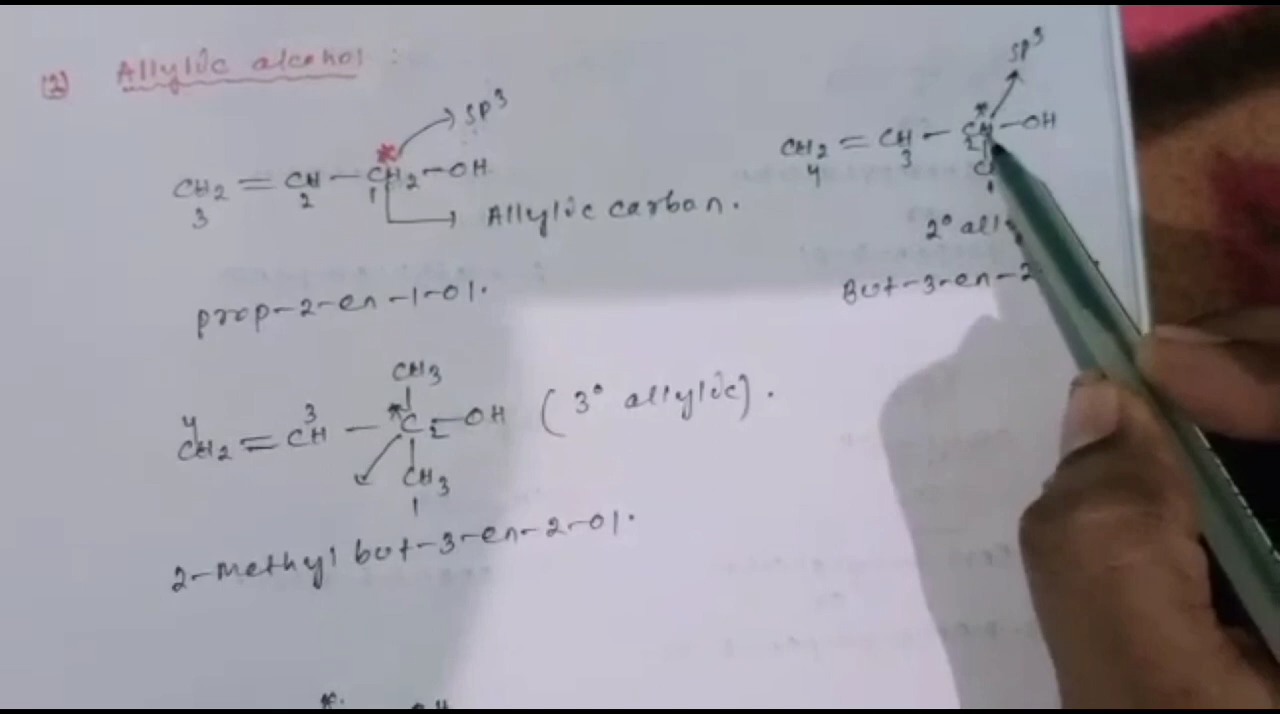 (2) Allylic alcohol :
SP³
CH₂ = CH - CH₂ - OH
*
3 2 1
Allylic carbon.
prop-2-en-1-ol.
SP³
*
CH₂ = CH - CH - OH
4 3 2
1
2°
But-3-en-2
CH₃
4 3
CH₂ = CH - *C - OH (3° allylic).
2
CH₃
1
2-Methyl but-3-en-2-ol.